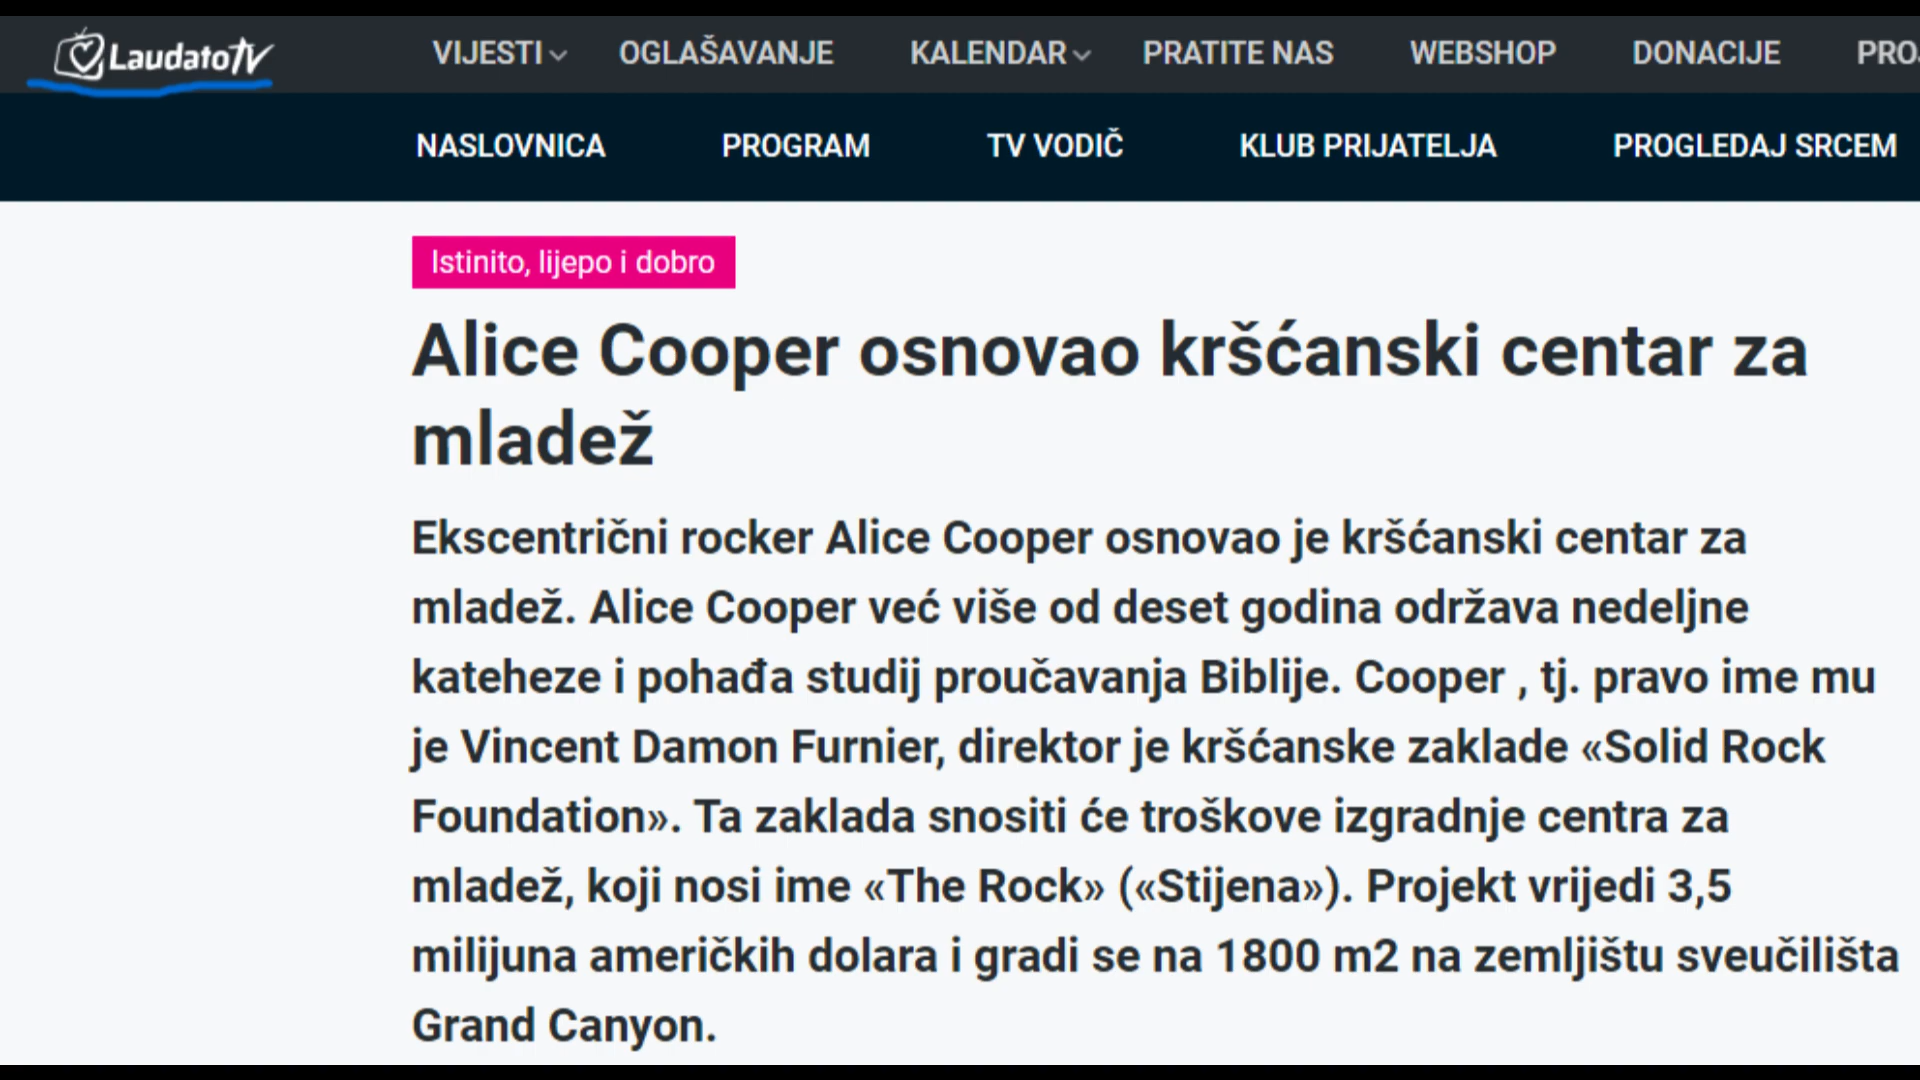 LaudatoTV
VIJESTI OGLAŠAVANJE KALENDAR PRATITE NAS WEBSHOP DONACIJE
NASLOVNICA PROGRAM TV VODIČ KLUB PRIJATELJA PROGLEDAJ SRCEM
Istinito, lijepo i dobro
Alice Cooper osnovao kršćanski centar za
mladež
Ekscentrični rocker Alice Cooper osnovao je kršćanski centar za
mladež. Alice Cooper već više od deset godina održava nedeljne
kateheze i pohađa studij proučavanja Biblije. Cooper , tj. pravo ime mu
je Vincent Damon Furnier, direktor je kršćanske zaklade «Solid Rock
Foundation». Ta zaklada snositi će troškove izgradnje centra za
mladež, koji nosi ime «The Rock» («Stijena»). Projekt vrijedi 3,5
milijuna američkih dolara i gradi se na 1800 m2 na zemljištu sveučilišta
Grand Canyon.